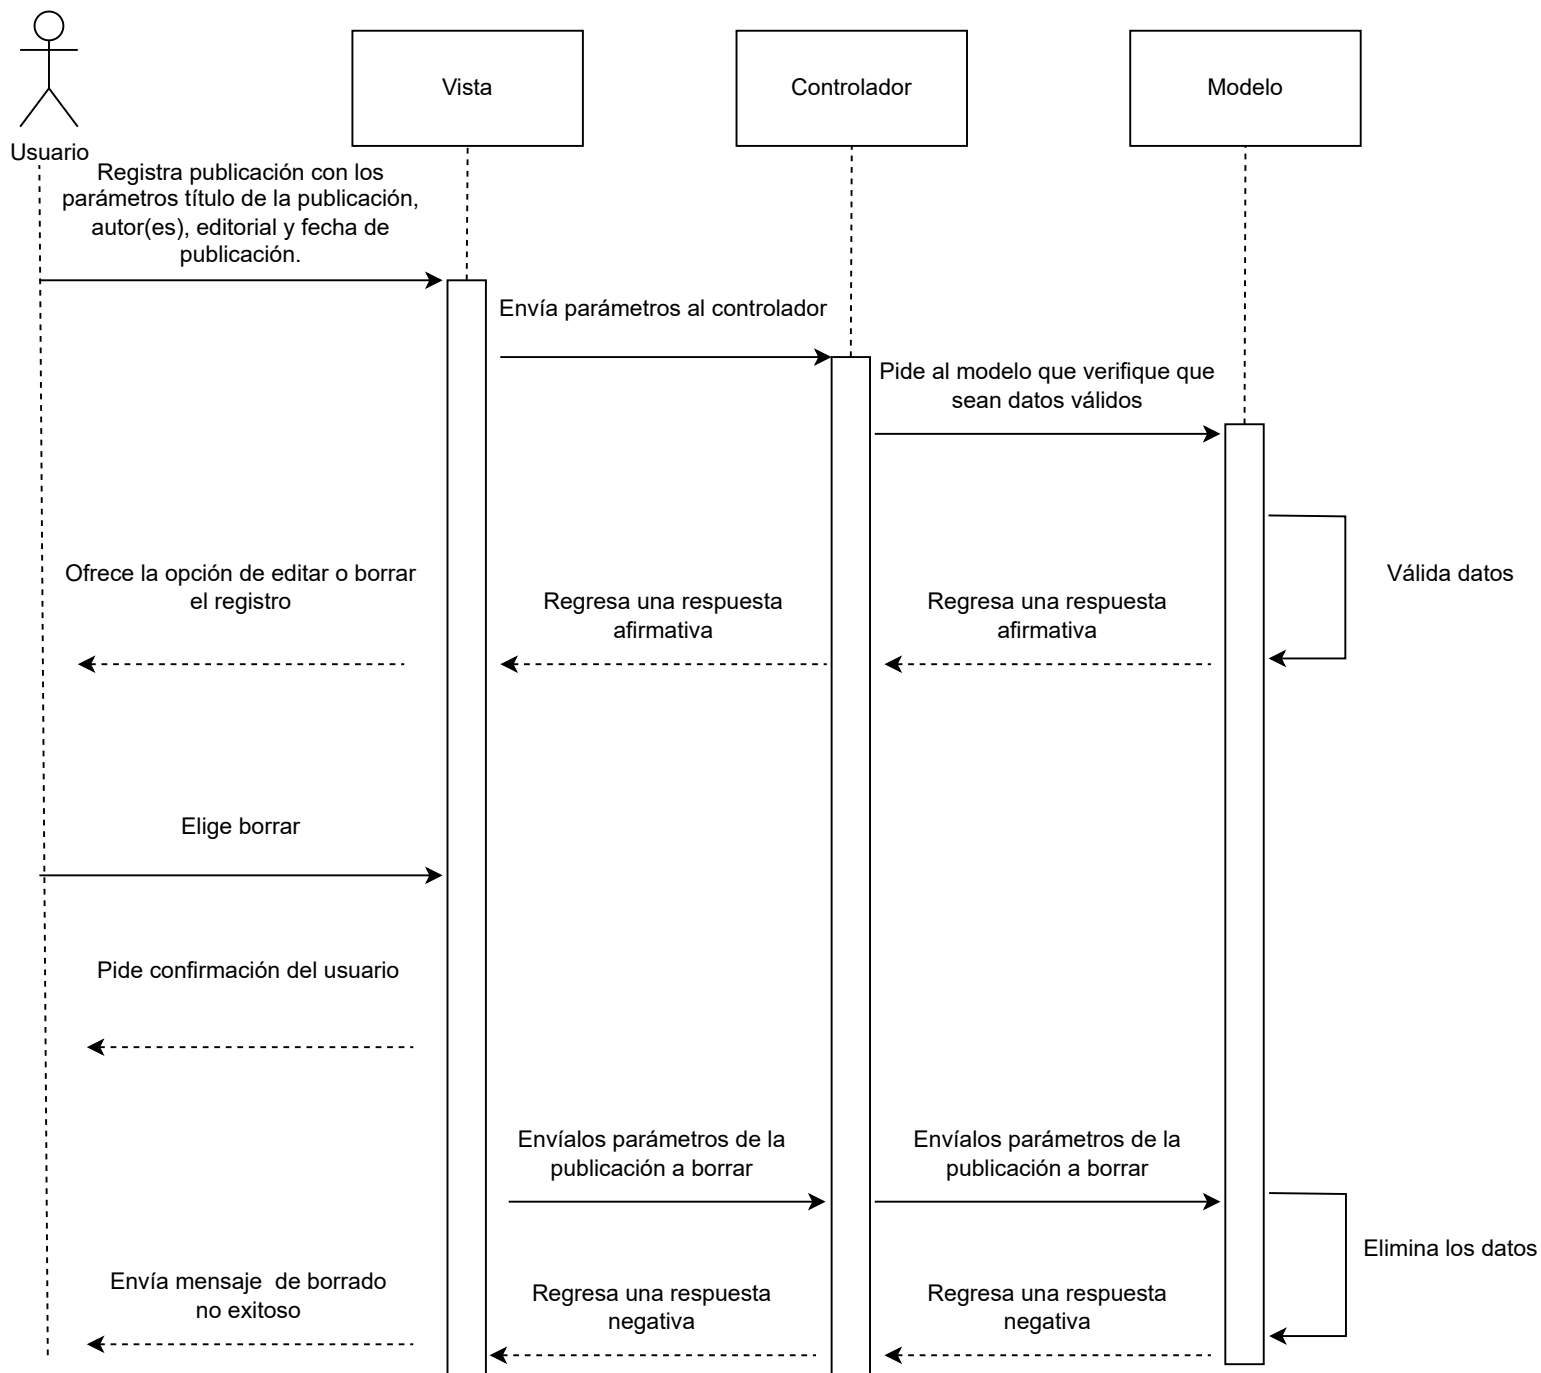 Usuario
Vista
Controlador
Modelo
Registra publicación con los
parámetros título de la publicación,
autor(es), editorial y fecha de
publicación.
Envía parámetros al controlador
Pide al modelo que verifique que
sean datos válidos
Válida datos
Regresa una respuesta
afirmativa
Regresa una respuesta
afirmativa
Ofrece la opción de editar o borrar
el registro
Elige borrar
Pide confirmación del usuario
Envíalos parámetros de la
publicación a borrar
Envíalos parámetros de la
publicación a borrar
Elimina los datos
Regresa una respuesta
negativa
Regresa una respuesta
negativa
Envía mensaje  de borrado
no exitoso